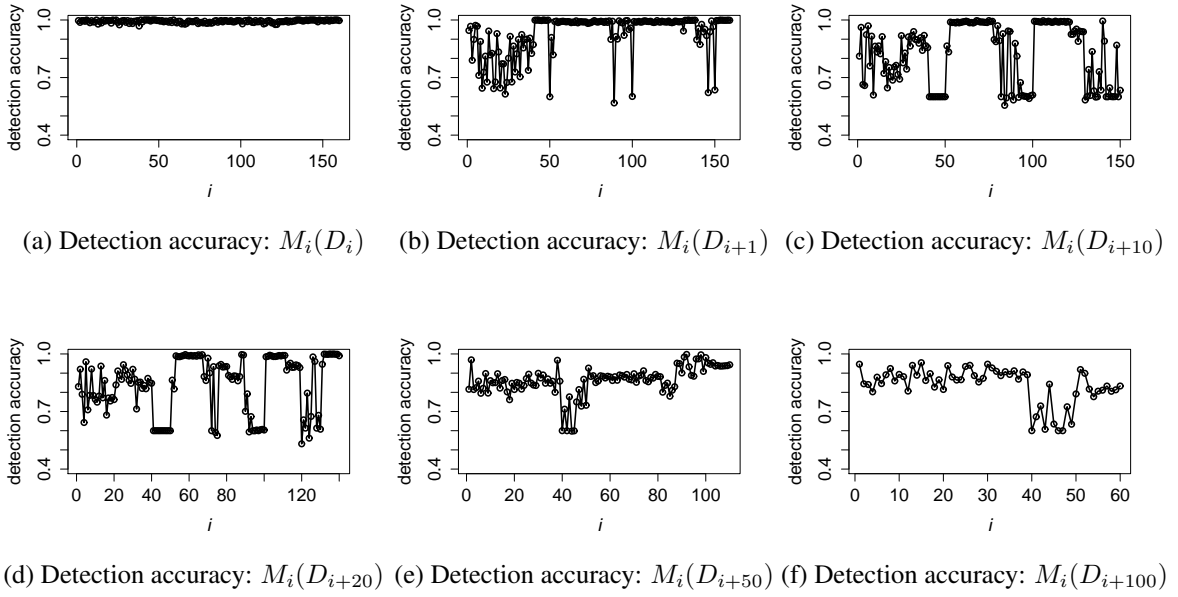 detection accuracy
1.0
0.7
0.4
0 50 100 150
i
detection accuracy
1.0
0.7
0.4
0 50 100 150
i
detection accuracy
1.0
0.7
0.4
0 50 100 150
i
(a) Detection accuracy: M_i(D_i)
(b) Detection accuracy: M_i(D_{i+1})
(c) Detection accuracy: M_i(D_{i+10})
detection accuracy
1.0
0.7
0.4
0 20 40 60 80 120
i
detection accuracy
1.0
0.7
0.4
0 20 40 60 80 100
i
detection accuracy
1.0
0.7
0.4
0 10 20 30 40 50 60
i
(d) Detection accuracy: M_i(D_{i+20})
(e) Detection accuracy: M_i(D_{i+50})
(f) Detection accuracy: M_i(D_{i+100})